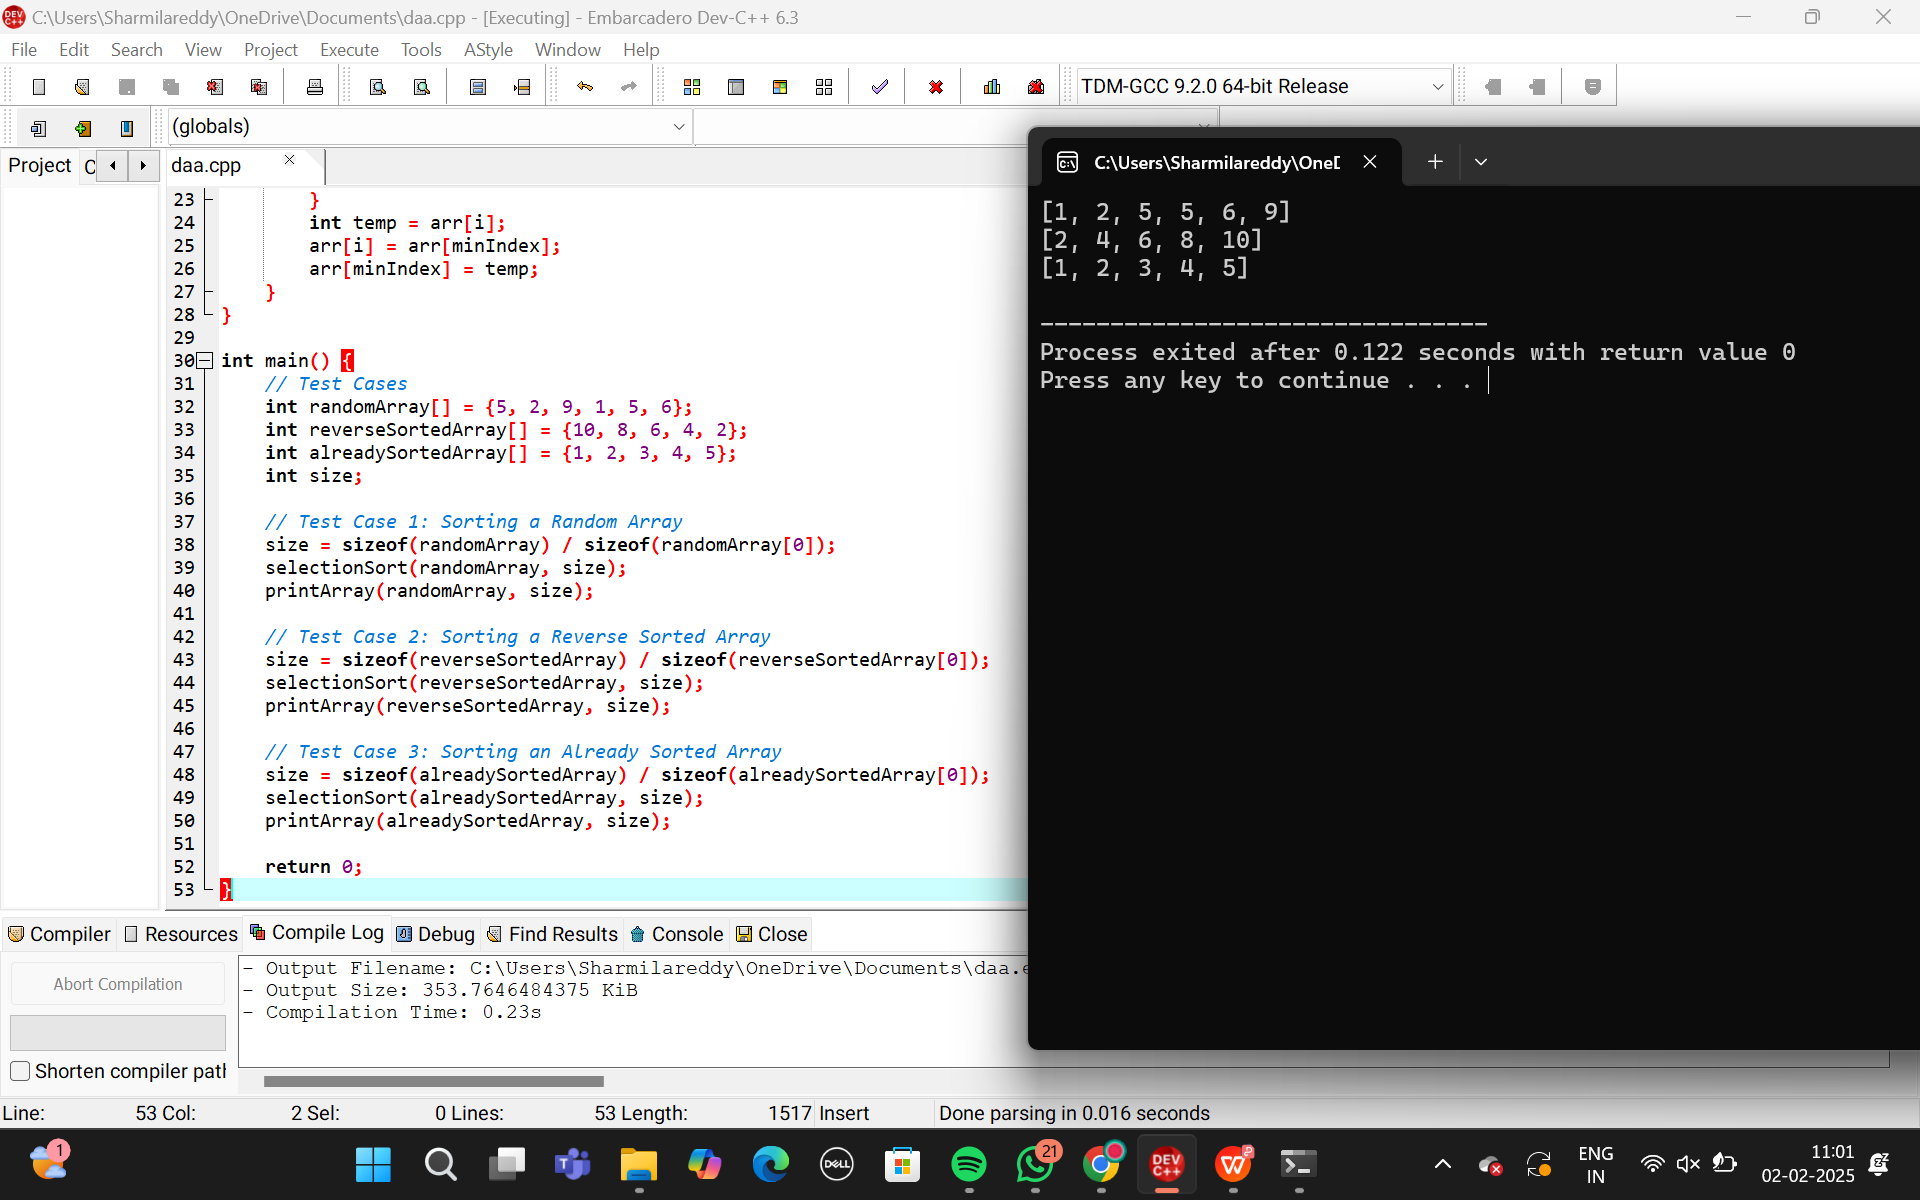 C:\Users\Sharmilareddy\OneDrive\Documents\daa.cpp - [Executing] - Embarcadero Dev-C++ 6.3
File Edit Search View Project Execute Tools AStyle Window Help
TDM-GCC 9.2.0 64-bit Release
(globals)
Project
daa.cpp
23 }
24 int temp = arr[i];
25 arr[i] = arr[minIndex];
26 arr[minIndex] = temp;
27 }
28 }
29
30 int main() {
31 // Test Cases
32 int randomArray[] = {5, 2, 9, 1, 5, 6};
33 int reverseSortedArray[] = {10, 8, 6, 4, 2};
34 int alreadySortedArray[] = {1, 2, 3, 4, 5};
35 int size;
36
37 // Test Case 1: Sorting a Random Array
38 size = sizeof(randomArray) / sizeof(randomArray[0]);
39 selectionSort(randomArray, size);
40 printArray(randomArray, size);
41
42 // Test Case 2: Sorting a Reverse Sorted Array
43 size = sizeof(reverseSortedArray) / sizeof(reverseSortedArray[0]);
44 selectionSort(reverseSortedArray, size);
45 printArray(reverseSortedArray, size);
46
47 // Test Case 3: Sorting an Already Sorted Array
48 size = sizeof(alreadySortedArray) / sizeof(alreadySortedArray[0]);
49 selectionSort(alreadySortedArray, size);
50 printArray(alreadySortedArray, size);
51
52 return 0;
53 }
C:\Users\Sharmilareddy\OneD
[1, 2, 5, 5, 6, 9]
[2, 4, 6, 8, 10]
[1, 2, 3, 4, 5]
--------------------------------
Process exited after 0.122 seconds with return value 0
Press any key to continue . . .
Compiler Resources Compile Log Debug Find Results Console Close
Abort Compilation
Shorten compiler path
- Output Filename: C:\Users\Sharmilareddy\OneDrive\Documents\daa.e
- Output Size: 353.7646484375 KiB
- Compilation Time: 0.23s
Line: 53 Col: 2 Sel: 0 Lines: 53 Length: 1517 Insert Done parsing in 0.016 seconds
1
DELL
21
DEV C++
ENG
IN
11:01
02-02-2025